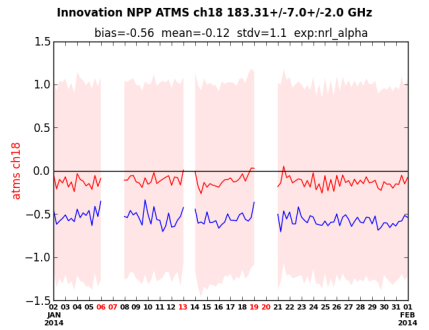 Innovation NPP ATMS ch18 183.31+/-7.0+/-2.0 GHz
bias=-0.56 mean=-0.12 stdv=1.1 exp:nrl_alpha
1.5
1.0
0.5
0.0
−0.5
−1.0
−1.5
atms ch18
02 03 04 05 06 07 08 09 10 11 12 13 14 15 16 17 18 19 20 21 22 23 24 25 26 27 28 29 30 31 01
JAN FEB
2014 2014